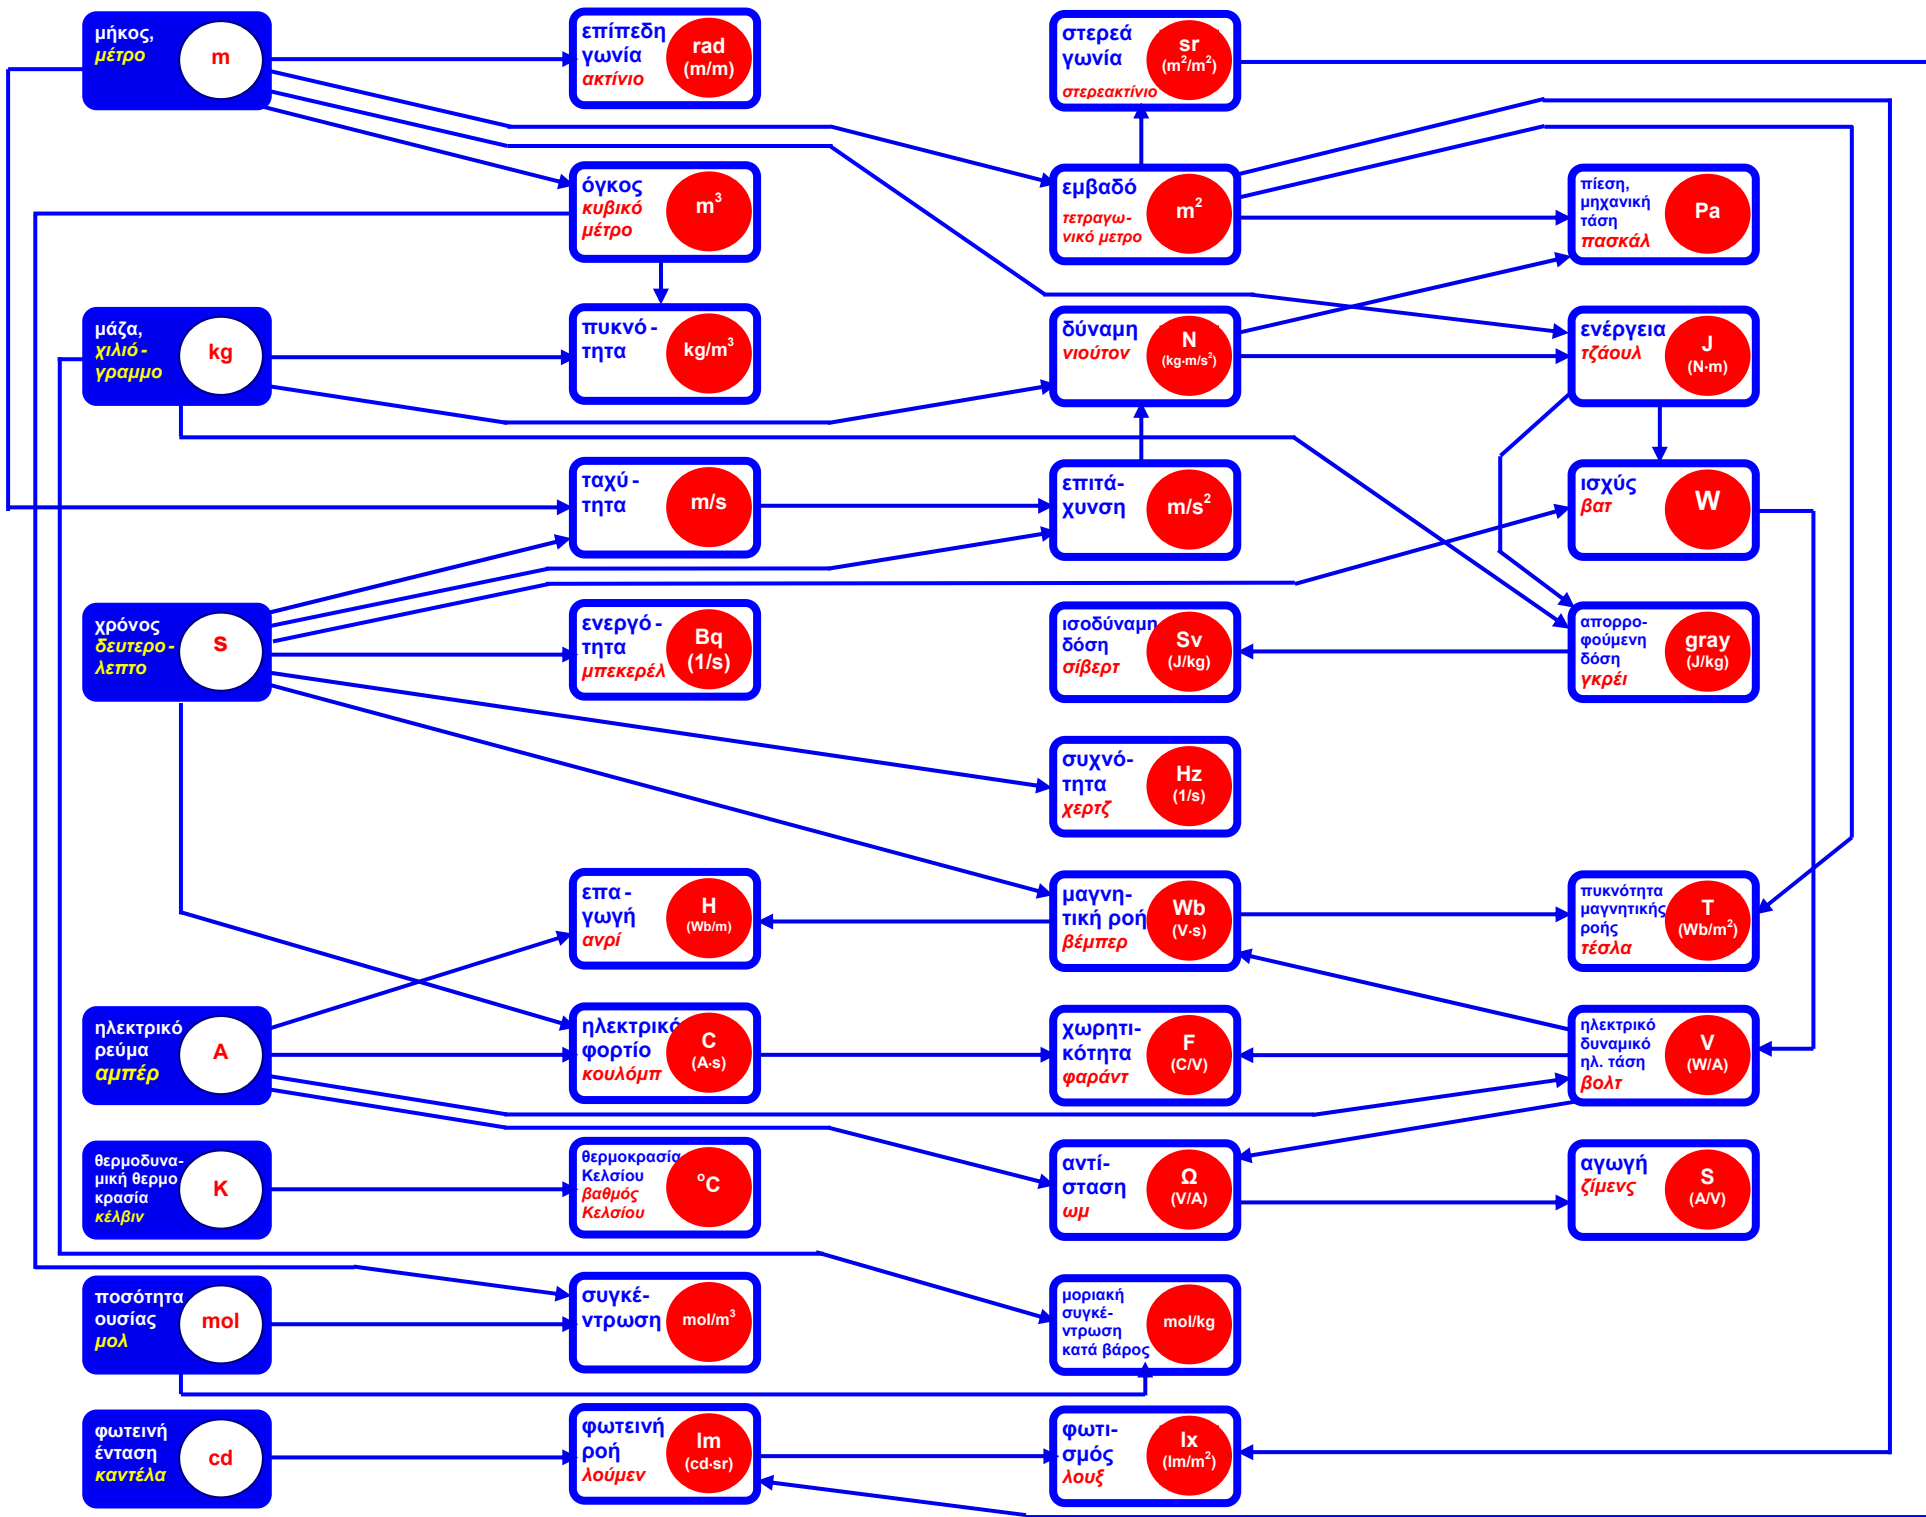 μήκος,
μέτρο
m
επίπεδη
γωνία
ακτίνιο
rad
(m/m)
στερεά
γωνία
στερεακτίνιο
sr
(m²/m²)
όγκος
κυβικό
μέτρο
m³
εμβαδό
τετραγω-
νικό μετρο
m²
πίεση,
μηχανική
τάση
πασκάλ
Pa
μάζα,
χιλιό-
γραμμο
kg
πυκνό-
τητα
kg/m³
δύναμη
νιούτον
N
(kg·m/s²)
ενέργεια
τζάουλ
J
(N·m)
ταχύ-
τητα
m/s
επιτά-
χυνση
m/s²
ισχύς
βατ
W
χρόνος
δευτερο-
λεπτο
s
ενεργό-
τητα
μπεκερέλ
Bq
(1/s)
ισοδύναμη
δόση
σίβερτ
Sv
(J/kg)
απορρο-
φούμενη
δόση
γκρέι
gray
(J/kg)
συχνό-
τητα
χερτζ
Hz
(1/s)
επα-
γωγή
ανρί
H
(Wb/m)
μαγνη-
τική ροή
βέμπερ
Wb
(V·s)
πυκνότητα
μαγνητικής
ροής
τέσλα
T
(Wb/m²)
ηλεκτρικό
ρεύμα
αμπέρ
A
ηλεκτρικό
φορτίο
κουλόμπ
C
(A·s)
χωρητι-
κότητα
φαράντ
F
(C/V)
ηλεκτρικό
δυναμικό
ηλ. τάση
βολτ
V
(W/A)
θερμοδυνα-
μική θερμο
κρασία
κέλβιν
K
θερμοκρασία
Κελσίου
βαθμός
Κελσίου
°C
αντί-
σταση
ωμ
Ω
(V/A)
αγωγή
ζίμενς
S
(A/V)
ποσότητα
ουσίας
μολ
mol
συγκέ-
ντρωση
mol/m³
μοριακή
συγκέ-
ντρωση
κατά βάρος
mol/kg
φωτεινή
ένταση
καντέλα
cd
φωτεινή
ροή
λούμεν
lm
(cd·sr)
φωτι-
σμός
λουξ
lx
(lm/m²)